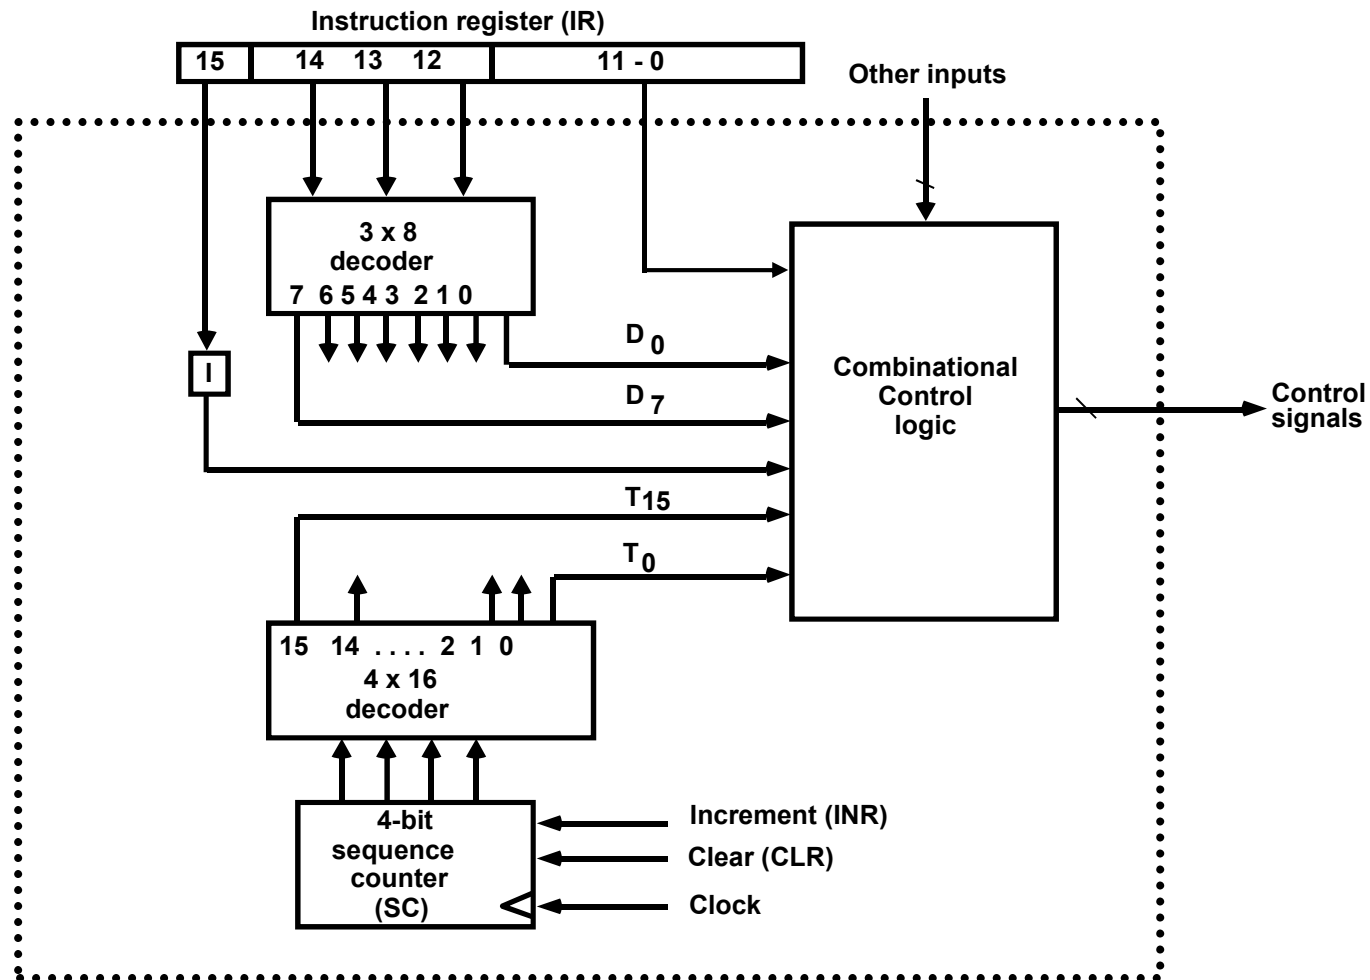 Instruction register (IR)
15 14 13 12 11 - 0
Other inputs
3 x 8
decoder
7 6 5 4 3 2 1 0
D0
I
D7
Combinational
Control
logic
Control
signals
T15
T0
15 14 . . . . 2 1 0
4 x 16
decoder
4-bit
sequence
counter
(SC)
Increment (INR)
Clear (CLR)
Clock